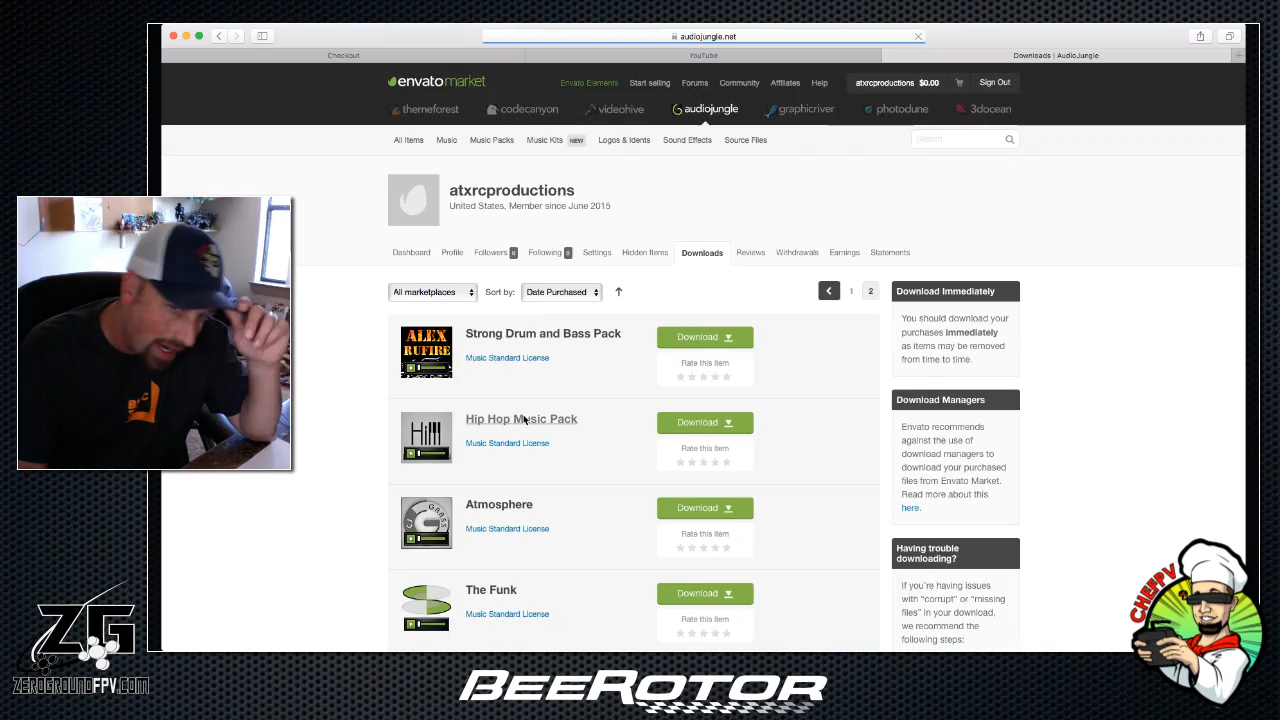 audiojungle.net
Checkout
YouTube
Downloads | AudioJungle
envatomarket
Envato Elements
Start selling
Forums
Community
Affiliates
Help
atxrcproductions $0.00
Sign Out
themeforest
codecanyon
videohive
audiojungle
graphicriver
photodune
3docean
All Items
Music
Music Packs
Music Kits NEW
Logos & Idents
Sound Effects
Source Files
Search
atxrcproductions
United States, Member since June 2015
Dashboard
Profile
Followers 0
Following 0
Settings
Hidden Items
Downloads
Reviews
Withdrawals
Earnings
Statements
All marketplaces
Sort by:
Date Purchased
1
2
ALEX
RUFIRE
Strong Drum and Bass Pack
Music Standard License
Download
Rate this item
Hip Hop Music Pack
Music Standard License
Download
Rate this item
Atmosphere
Music Standard License
Download
Rate this item
The Funk
Music Standard License
Download
Rate this item
Download Immediately
You should download your
purchases immediately
as items may be removed
from time to time.
Download Managers
Envato recommends
against the use of
download managers to
download your purchased
files from Envato Market.
Read more about this
here.
Having trouble
downloading?
If you're having issues
with "corrupt" or "missing
files" in your download,
we recommend the
following steps:
ZG
ZEROGROUNDFPV.COM
BEEROTOR
CHEFPV